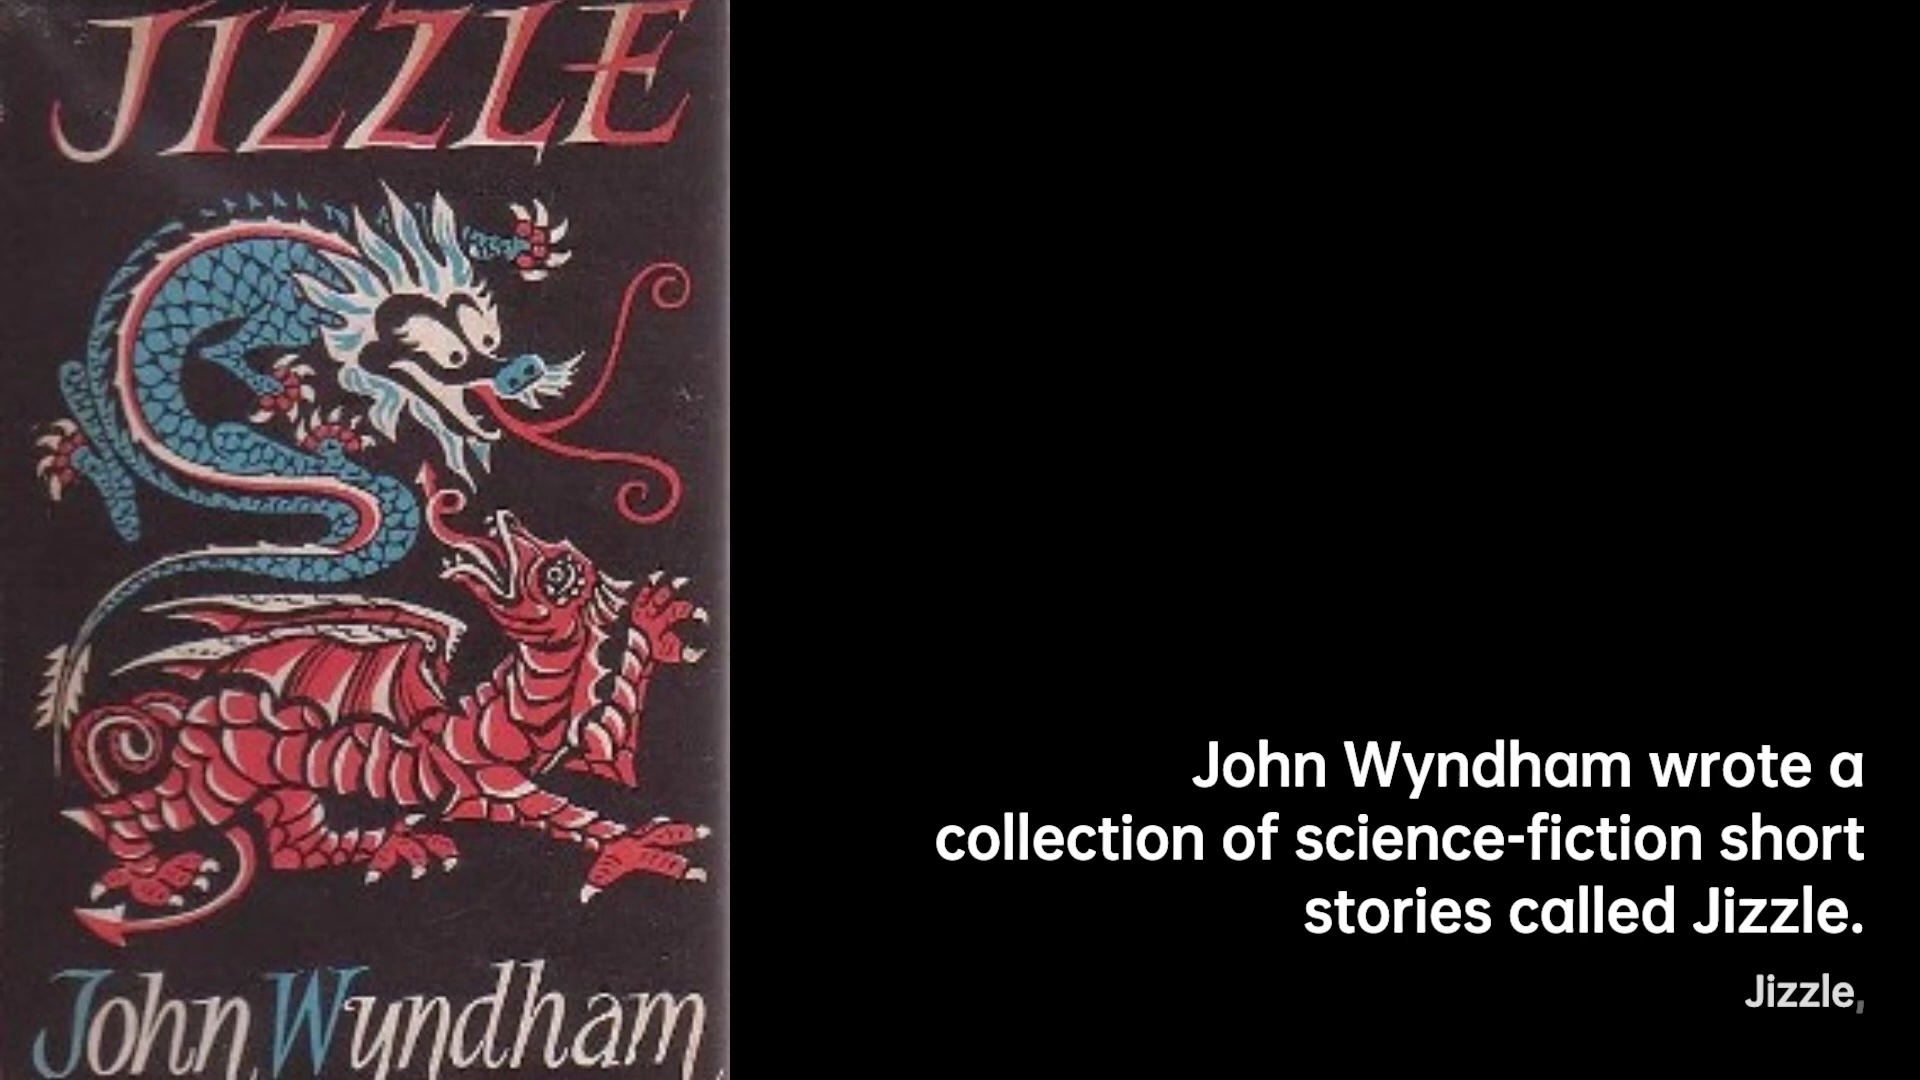 JIZZLE
John Wyndham
John Wyndham wrote a
collection of science-fiction short
stories called Jizzle.
Jizzle,